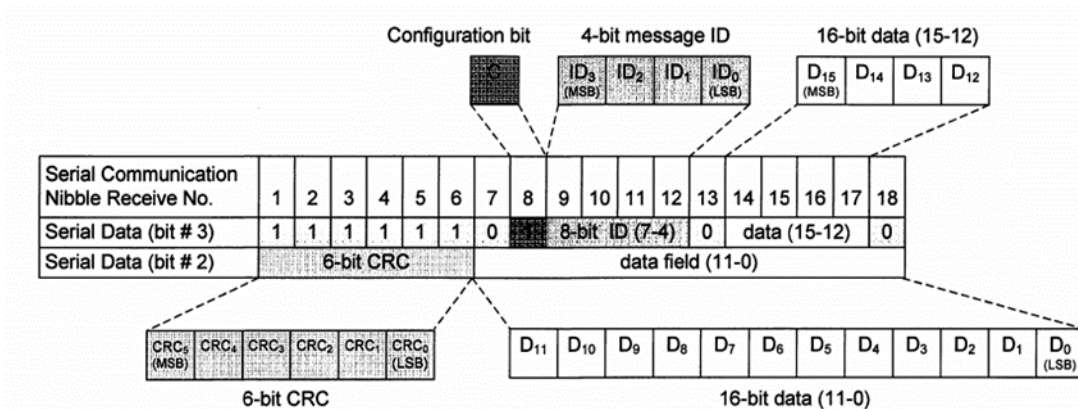 Configuration bit 4-bit message ID 16-bit data (15-12)
C ID3 (MSB) ID2 ID1 ID0 (LSB) D15 (MSB) D14 D13 D12
Serial Communication
Nibble Receive No. 1 2 3 4 5 6 7 8 9 10 11 12 13 14 15 16 17 18
Serial Data (bit # 3) 1 1 1 1 1 1 0 1 8-bit ID (7-4) 0 data (15-12) 0
Serial Data (bit # 2) 6-bit CRC data field (11-0)
CRC5 (MSB) CRC4 CRC3 CRC2 CRC1 CRC0 (LSB) D11 D10 D9 D8 D7 D6 D5 D4 D3 D2 D1 D0 (LSB)
6-bit CRC 16-bit data (11-0)